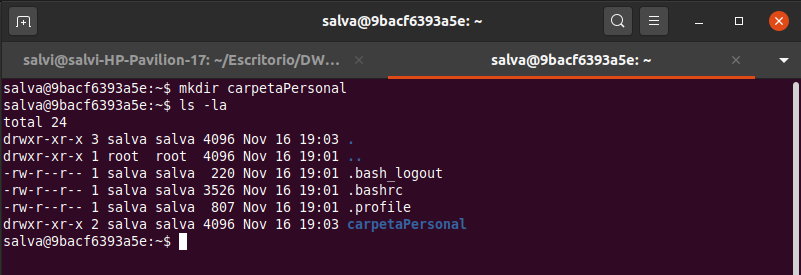 salva@9bacf6393a5e: ~
salvi@salvi-HP-Pavilion-17: ~/Escritorio/DW...
salva@9bacf6393a5e: ~
salva@9bacf6393a5e:~$ mkdir carpetaPersonal
salva@9bacf6393a5e:~$ ls -la
total 24
drwxr-xr-x 3 salva salva 4096 Nov 16 19:03 .
drwxr-xr-x 1 root  root  4096 Nov 16 19:01 ..
-rw-r--r-- 1 salva salva  220 Nov 16 19:01 .bash_logout
-rw-r--r-- 1 salva salva 3526 Nov 16 19:01 .bashrc
-rw-r--r-- 1 salva salva  807 Nov 16 19:01 .profile
drwxr-xr-x 2 salva salva 4096 Nov 16 19:03 carpetaPersonal
salva@9bacf6393a5e:~$